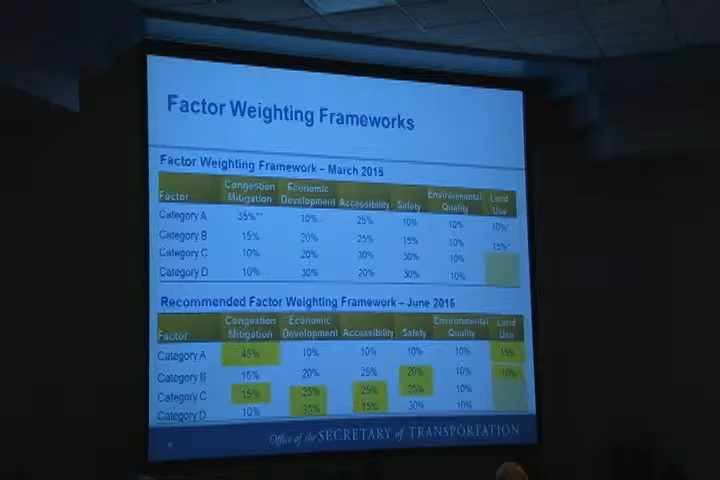 Factor Weighting Frameworks
Factor Weighting Framework – March 2015
Factor Congestion Mitigation Economic Development Accessibility Safety Environmental Quality Land Use
Category A 35%** 10% 25% 10% 10% 10%*
Category B 15% 20% 25% 15% 10% 15%*
Category C 10% 20% 30% 30% 10%
Category D 10% 30% 20% 30% 10%
Recommended Factor Weighting Framework – June 2015
Factor Congestion Mitigation Economic Development Accessibility Safety Environmental Quality Land Use
Category A 45% 10% 10% 10% 10% 15%
Category B 15% 20% 25% 20% 10% 10%
Category C 15% 25% 25% 25% 10%
Category D 10% 35% 15% 30% 10%
Office of the SECRETARY of TRANSPORTATION